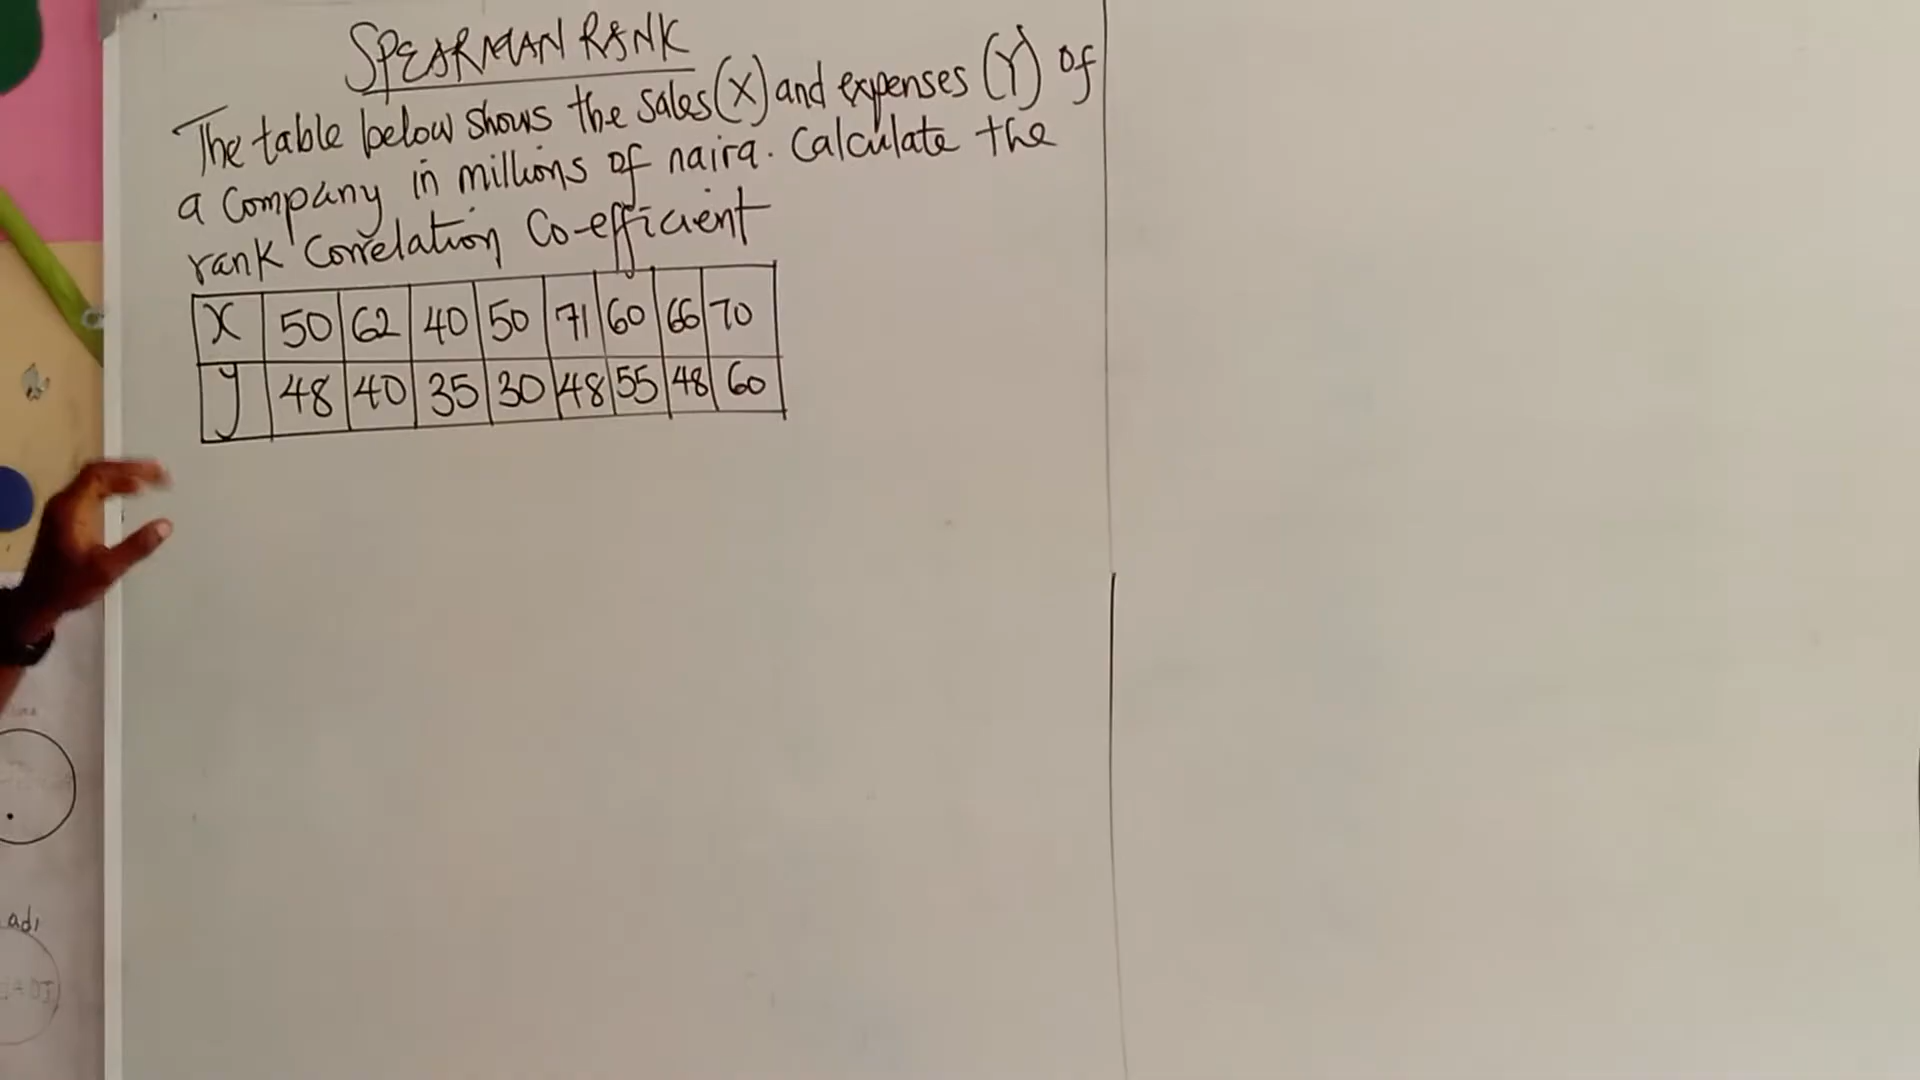 SPEARMAN RANK
The table below shows the sales(X) and expenses (Y) of
a company in millions of naira. Calculate the
rank Correlation Co-efficient
X 50 62 40 50 71 60 66 70
y 48 40 35 30 48 55 48 60
adi